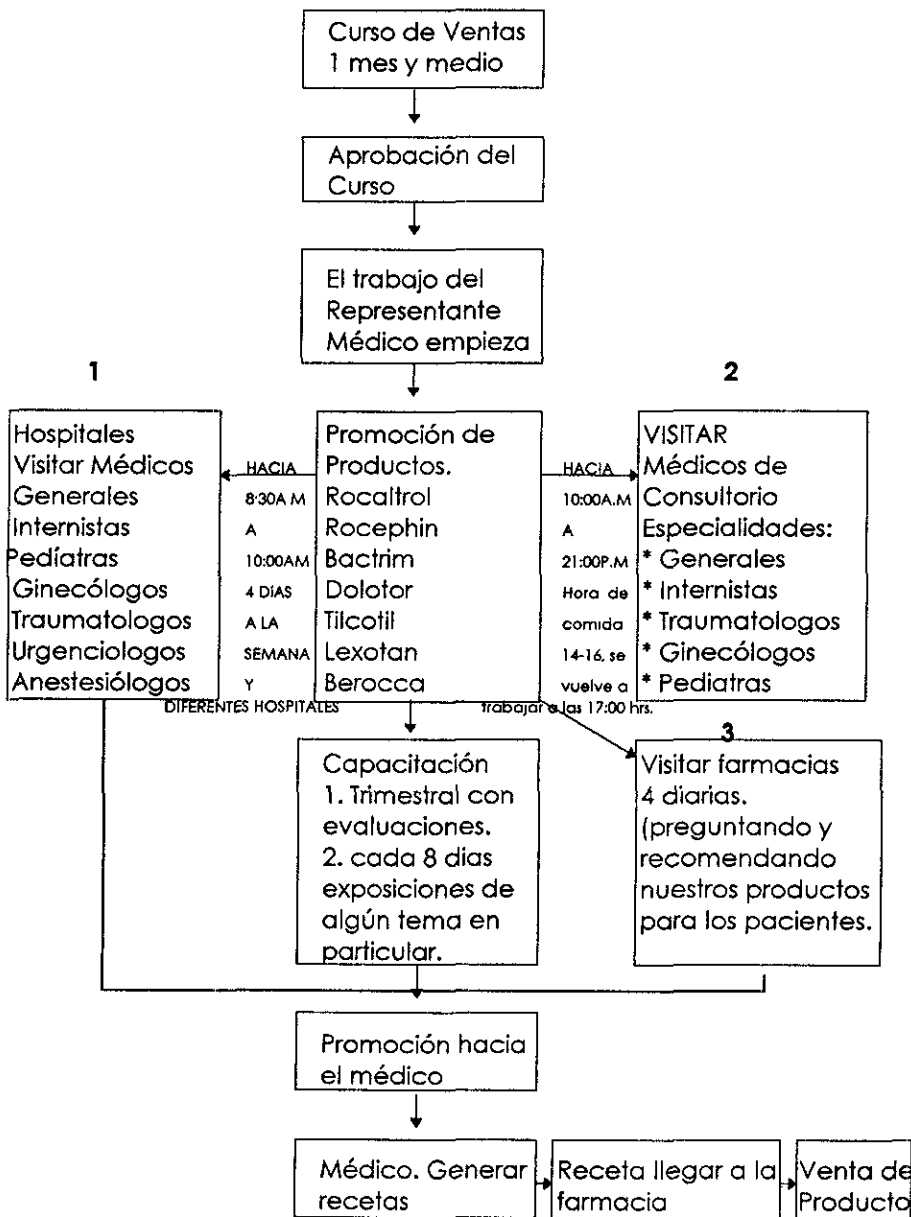 Curso de Ventas
1 mes y medio
Aprobación del
Curso
El trabajo del
Representante
Médico empieza
1
Hospitales
Visitar Médicos
Generales
Internistas
Pedíatras
Ginecólogos
Traumatologos
Urgenciologos
Anestesiólogos
HACIA
8:30A M
A
10:00AM
4 DIAS
A LA
SEMANA
Y
DIFERENTES HOSPITALES
Promoción de
Productos.
Rocaltrol
Rocephin
Bactrim
Dolotor
Tilcotil
Lexotan
Berocca
HACIA
10:00A.M
A
21:00P.M
Hora de
comida
14-16, se
vuelve a
trabajar a las 17:00 hrs.
2
VISITAR
Médicos de
Consultorio
Especialidades:
* Generales
* Internistas
* Traumatologos
* Ginecólogos
* Pediatras
Capacitación
1. Trimestral con
evaluaciones.
2. cada 8 dias
exposiciones de
algún tema en
particular.
3
Visitar farmacias
4 diarias.
(preguntando y
recomendando
nuestros productos
para los pacientes.
Promoción hacia
el médico
Médico. Generar
recetas
Receta llegar a la
farmacia
Venta de
Producto